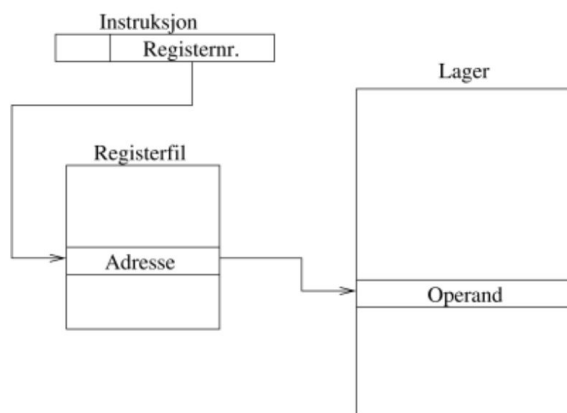 Instruksjon
Registernr.
Lager
Registerfil
Adresse
Operand